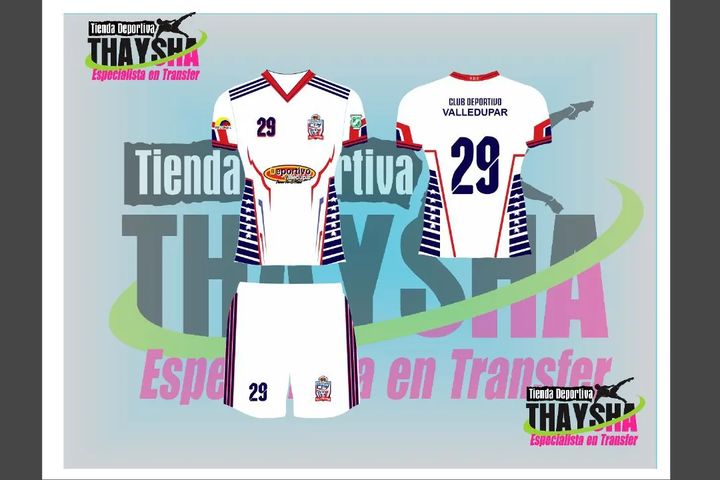 Tienda Deportiva
THAYSHA
Especialista en Transfer
29
Deportivo
CLUB DEPORTIVO
VALLEDUPAR
29
Tienda Deportiva
THAYSHA
Especialista en Transfer
29
Tienda Deportiva
THAYSHA
Especialista en Transfer